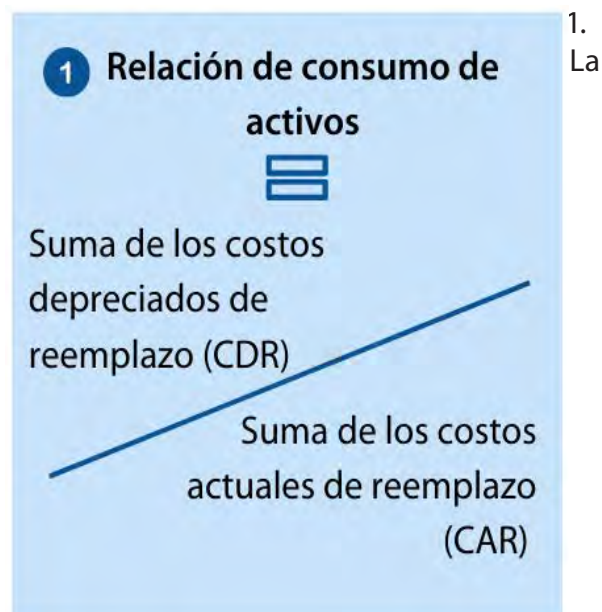 1 Relación de consumo de
activos
Suma de los costos
depreciados de
reemplazo (CDR)
Suma de los costos
actuales de reemplazo
(CAR)
1.
La